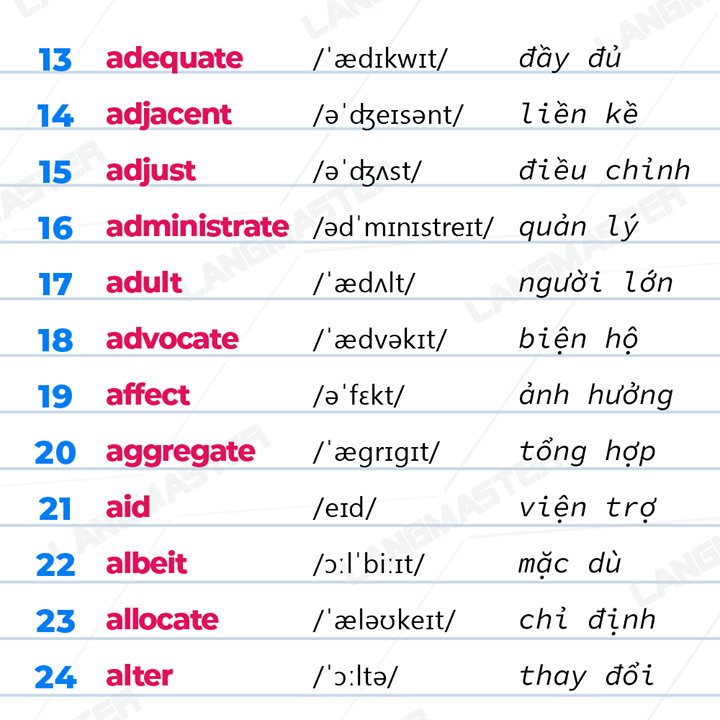 13 adequate /ˈædɪkwɪt/ đầy đủ
14 adjacent /əˈʤeɪsənt/ liền kề
15 adjust /əˈʤʌst/ điều chỉnh
16 administrate /ədˈmɪnɪstreɪt/ quản lý
17 adult /ˈædʌlt/ người lớn
18 advocate /ˈædvəkɪt/ biện hộ
19 affect /əˈfɛkt/ ảnh hưởng
20 aggregate /ˈægrɪgɪt/ tổng hợp
21 aid /eɪd/ viện trợ
22 albeit /ɔːlˈbiːɪt/ mặc dù
23 allocate /ˈæləʊkeɪt/ chỉ định
24 alter /ˈɔːltə/ thay đổi